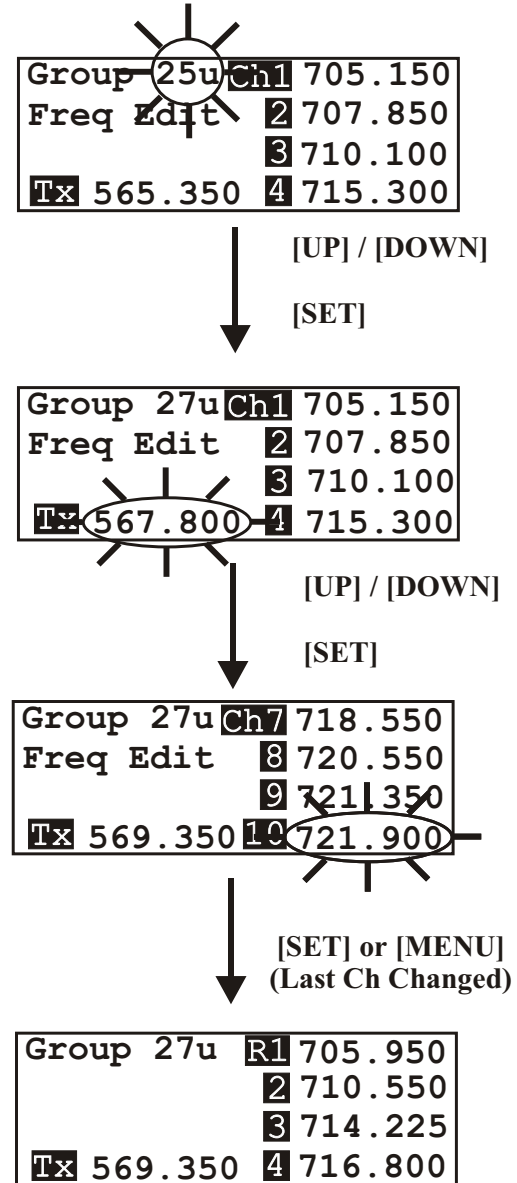 Group 25u Ch1 705.150
Freq Edit 2 707.850
3 710.100
Tx 565.350 4 715.300
[UP] / [DOWN]
[SET]
Group 27u Ch1 705.150
Freq Edit 2 707.850
3 710.100
Tx 567.800 4 715.300
[UP] / [DOWN]
[SET]
Group 27u Ch7 718.550
Freq Edit 8 720.550
9 721.350
Tx 569.350 10 721.900
[SET] or [MENU]
(Last Ch Changed)
Group 27u R1 705.950
2 710.550
3 714.225
Tx 569.350 4 716.800